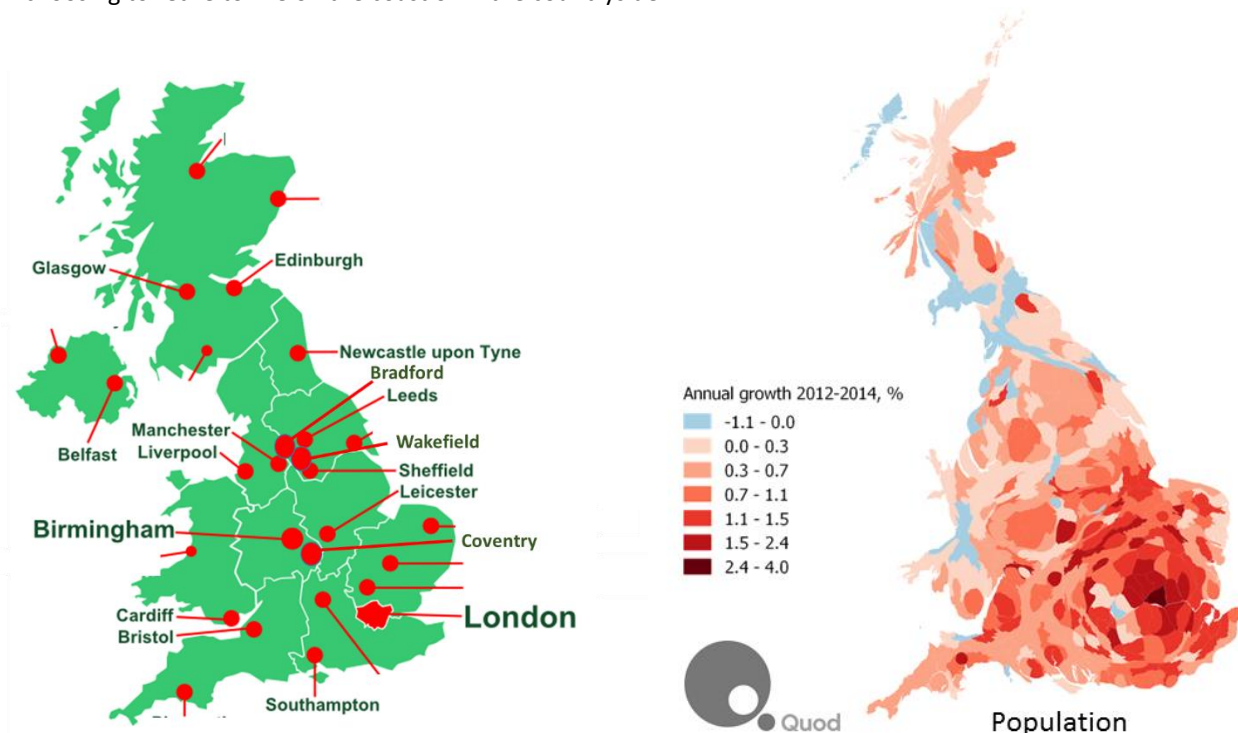 Glasgow
Edinburgh
Newcastle upon Tyne
Bradford
Leeds
Manchester
Wakefield
Liverpool
Belfast
Sheffield
Leicester
Birmingham
Coventry
London
Cardiff
Bristol
Southampton
Annual growth 2012-2014, %
-1.1 - 0.0
0.0 - 0.3
0.3 - 0.7
0.7 - 1.1
1.1 - 1.5
1.5 - 2.4
2.4 - 4.0
Quod
Population